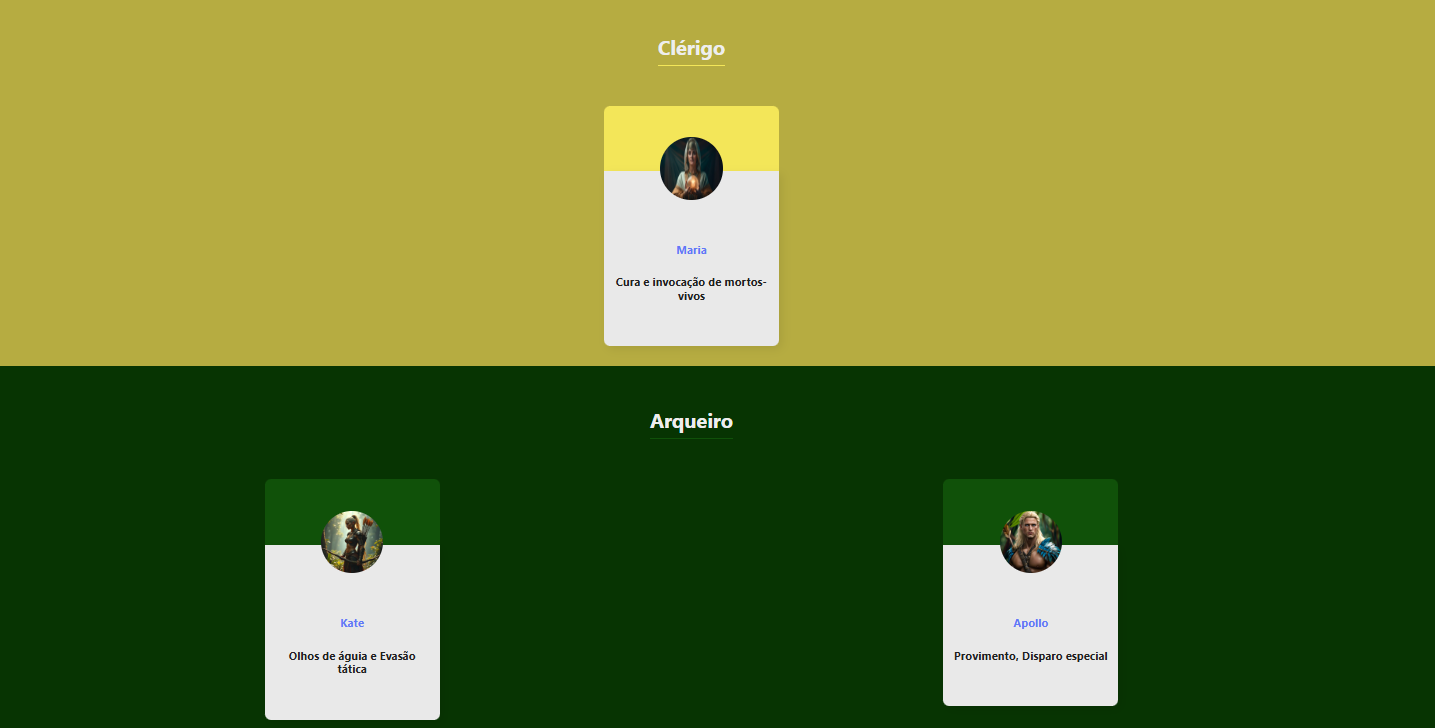 Clérigo
Maria
Cura e invocação de mortos-
vivos
Arqueiro
Kate
Olhos de águia e Evasão
tática
Apollo
Provimento, Disparo especial